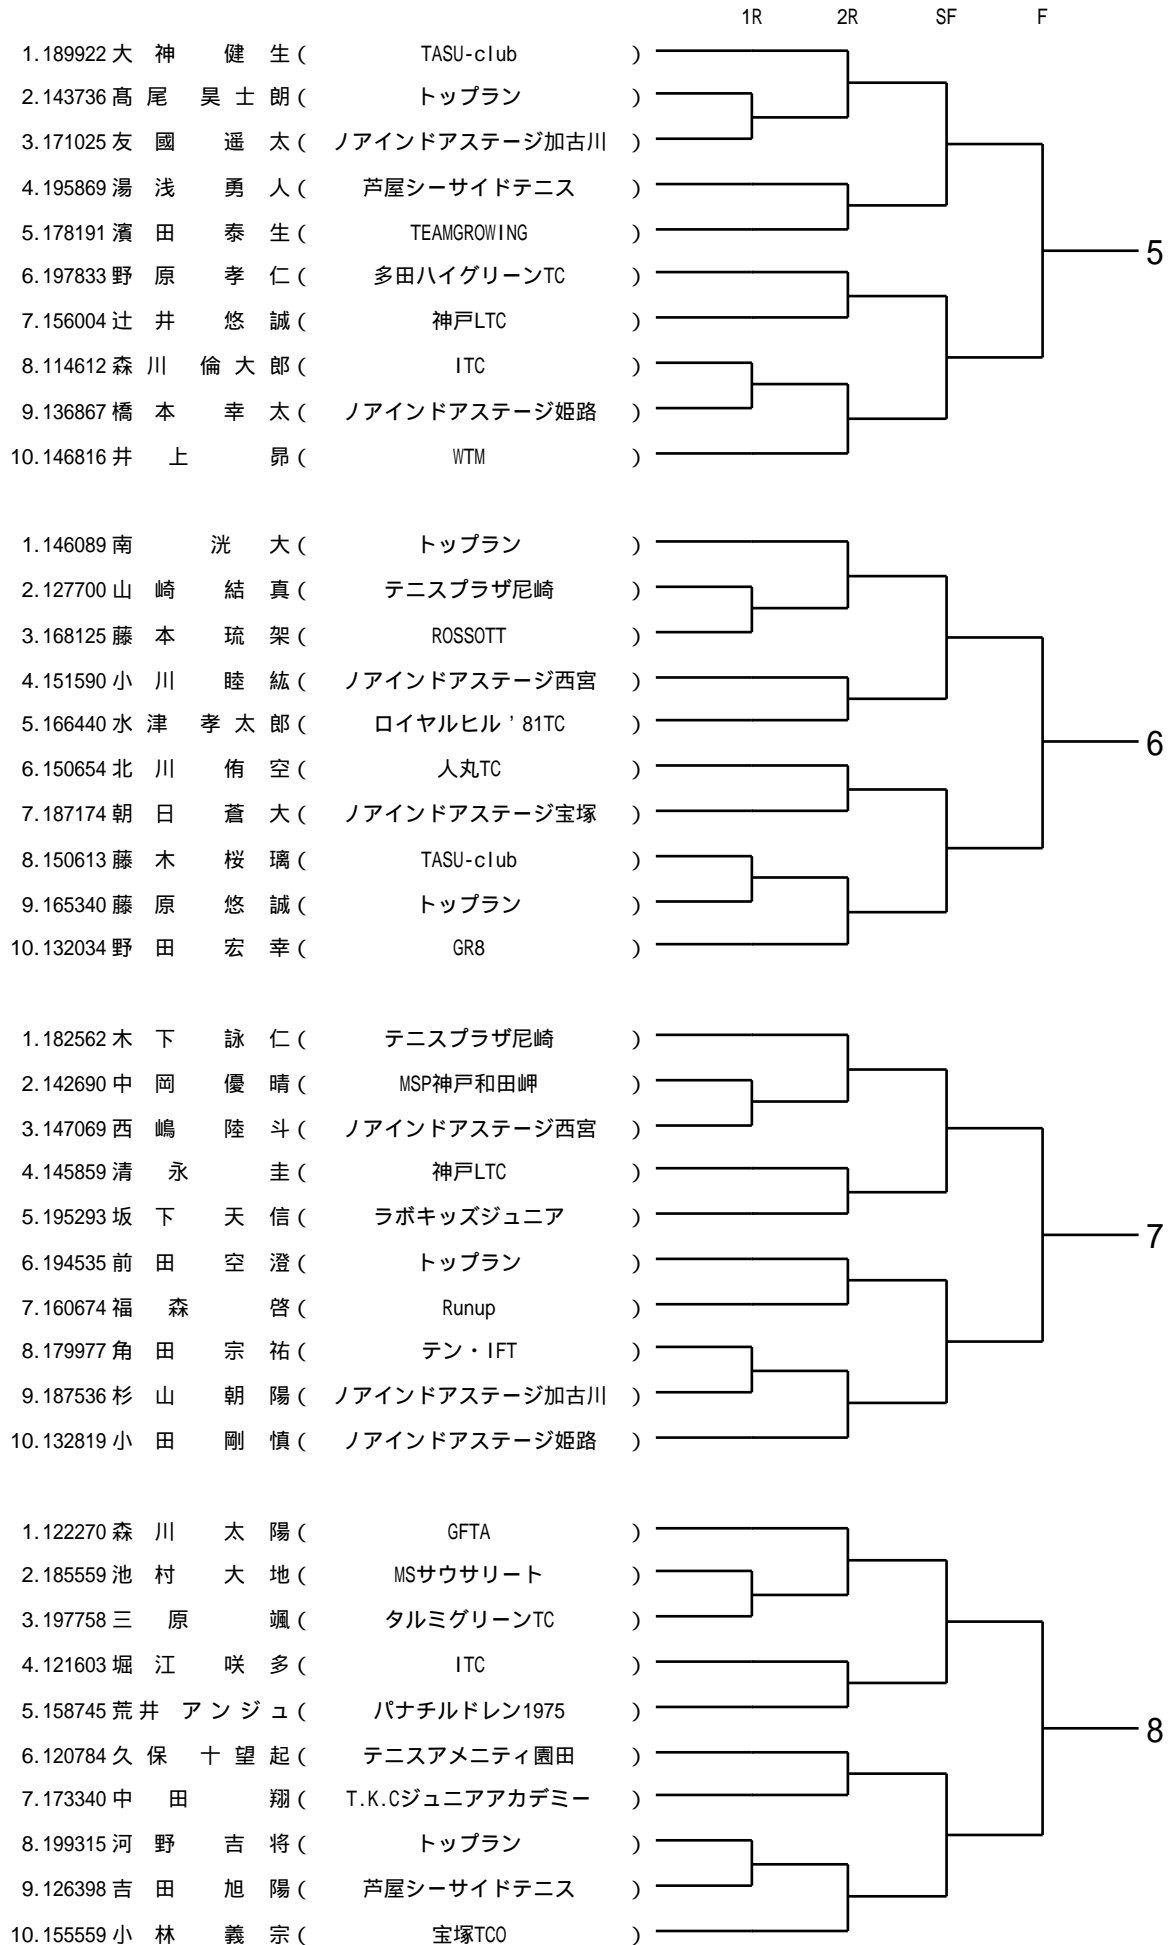 1R 2R SF F
1.189922 大神 健生 ( TASU-club )
2.143736 髙尾 昊士朗 ( トップラン )
3.171025 友國 遥太 ( ノアインドアステージ加古川 )
4.195869 湯浅 勇人 ( 芦屋シーサイドテニス )
5.178191 濱田 泰生 ( TEAMGROWING )
5
6.197833 野原 孝仁 ( 多田ハイグリーンTC )
7.156004 辻井 悠誠 ( 神戸LTC )
8.114612 森川 倫大郎 ( ITC )
9.136867 橋本 幸太 ( ノアインドアステージ姫路 )
10.146816 井上 昴 ( WTM )
1.146089 南 洸大 ( トップラン )
2.127700 山崎 結真 ( テニスプラザ尼崎 )
3.168125 藤本 琉架 ( ROSSOTT )
4.151590 小川 睦紘 ( ノアインドアステージ西宮 )
5.166440 水津 孝太郎 ( ロイヤルヒル'81TC )
6
6.150654 北川 侑空 ( 人丸TC )
7.187174 朝日 蒼大 ( ノアインドアステージ宝塚 )
8.150613 藤木 桜璃 ( TASU-club )
9.165340 藤原 悠誠 ( トップラン )
10.132034 野田 宏幸 ( GR8 )
1.182562 木下 詠仁 ( テニスプラザ尼崎 )
2.142690 中岡 優晴 ( MSP神戸和田岬 )
3.147069 西嶋 陸斗 ( ノアインドアステージ西宮 )
4.145859 清永 圭 ( 神戸LTC )
5.195293 坂下 天信 ( ラボキッズジュニア )
7
6.194535 前田 空澄 ( トップラン )
7.160674 福森 啓 ( Runup )
8.179977 角田 宗祐 ( テン・IFT )
9.187536 杉山 朝陽 ( ノアインドアステージ加古川 )
10.132819 小田 剛慎 ( ノアインドアステージ姫路 )
1.122270 森川 太陽 ( GFTA )
2.185559 池村 大地 ( MSサウサリート )
3.197758 三原 颯 ( タルミグリーンTC )
4.121603 堀江 咲多 ( ITC )
5.158745 荒井 アンジュ ( パナチルドレン1975 )
8
6.120784 久保 十望起 ( テニスアメニティ園田 )
7.173340 中田 翔 ( T.K.Cジュニアアカデミー )
8.199315 河野 吉将 ( トップラン )
9.126398 吉田 旭陽 ( 芦屋シーサイドテニス )
10.155559 小林 義宗 ( 宝塚TCO )